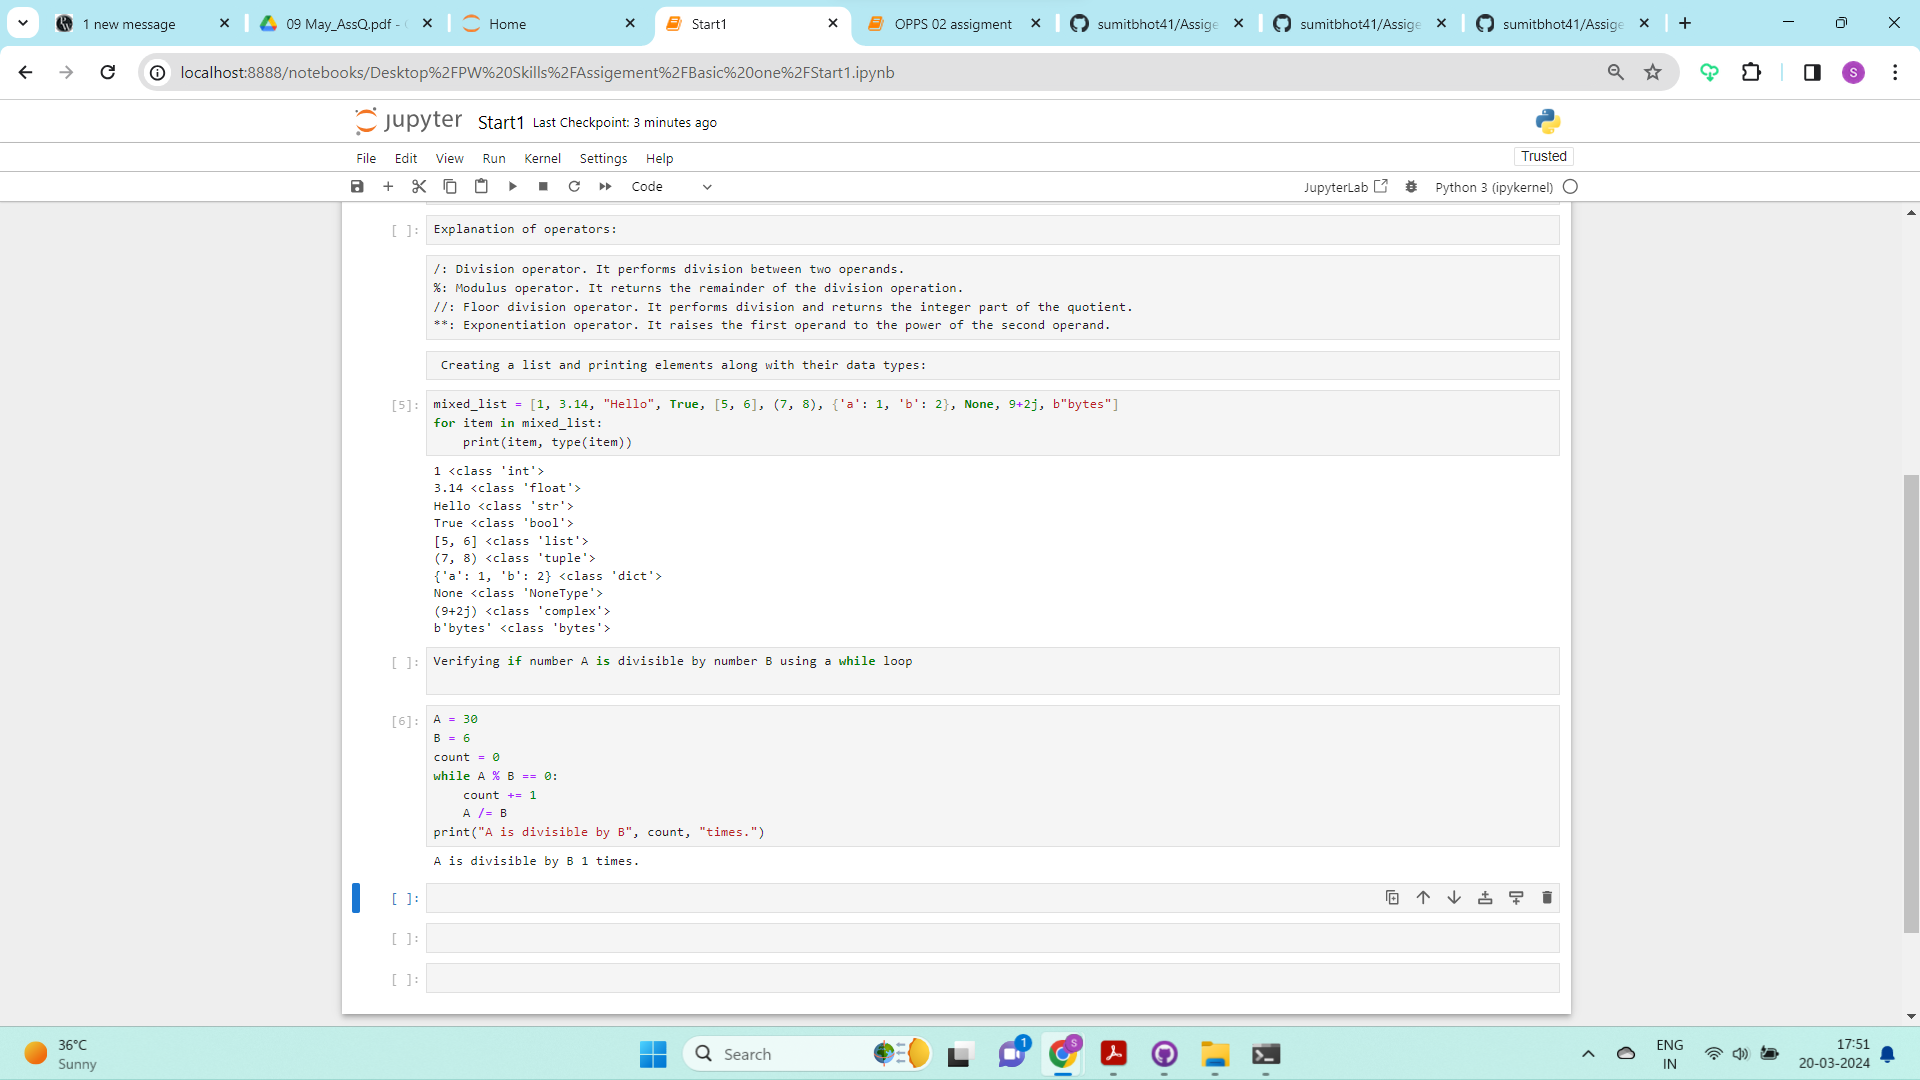 1 new message
09 May_AssQ.pdf -
Home
Start1
OPPS 02 assigment
sumitbhot41/Assige
sumitbhot41/Assige
sumitbhot41/Assige
localhost:8888/notebooks/Desktop%2FPW%20Skills%2FAssigement%2FBasic%20one%2FStart1.ipynb
S
jupyter Start1 Last Checkpoint: 3 minutes ago
File Edit View Run Kernel Settings Help
Trusted
Code
JupyterLab
Python 3 (ipykernel)
[ ]: Explanation of operators:
/: Division operator. It performs division between two operands.
%: Modulus operator. It returns the remainder of the division operation.
//: Floor division operator. It performs division and returns the integer part of the quotient.
**: Exponentiation operator. It raises the first operand to the power of the second operand.
Creating a list and printing elements along with their data types:
[5]: mixed_list = [1, 3.14, "Hello", True, [5, 6], (7, 8), {'a': 1, 'b': 2}, None, 9+2j, b"bytes"]
for item in mixed_list:
    print(item, type(item))
1 <class 'int'>
3.14 <class 'float'>
Hello <class 'str'>
True <class 'bool'>
[5, 6] <class 'list'>
(7, 8) <class 'tuple'>
{'a': 1, 'b': 2} <class 'dict'>
None <class 'NoneType'>
(9+2j) <class 'complex'>
b'bytes' <class 'bytes'>
[ ]: Verifying if number A is divisible by number B using a while loop
[6]: A = 30
B = 6
count = 0
while A % B == 0:
    count += 1
    A /= B
print("A is divisible by B", count, "times.")
A is divisible by B 1 times.
[ ]:
[ ]:
[ ]:
36°C
Sunny
Search
1
S
ENG
IN
17:51
20-03-2024